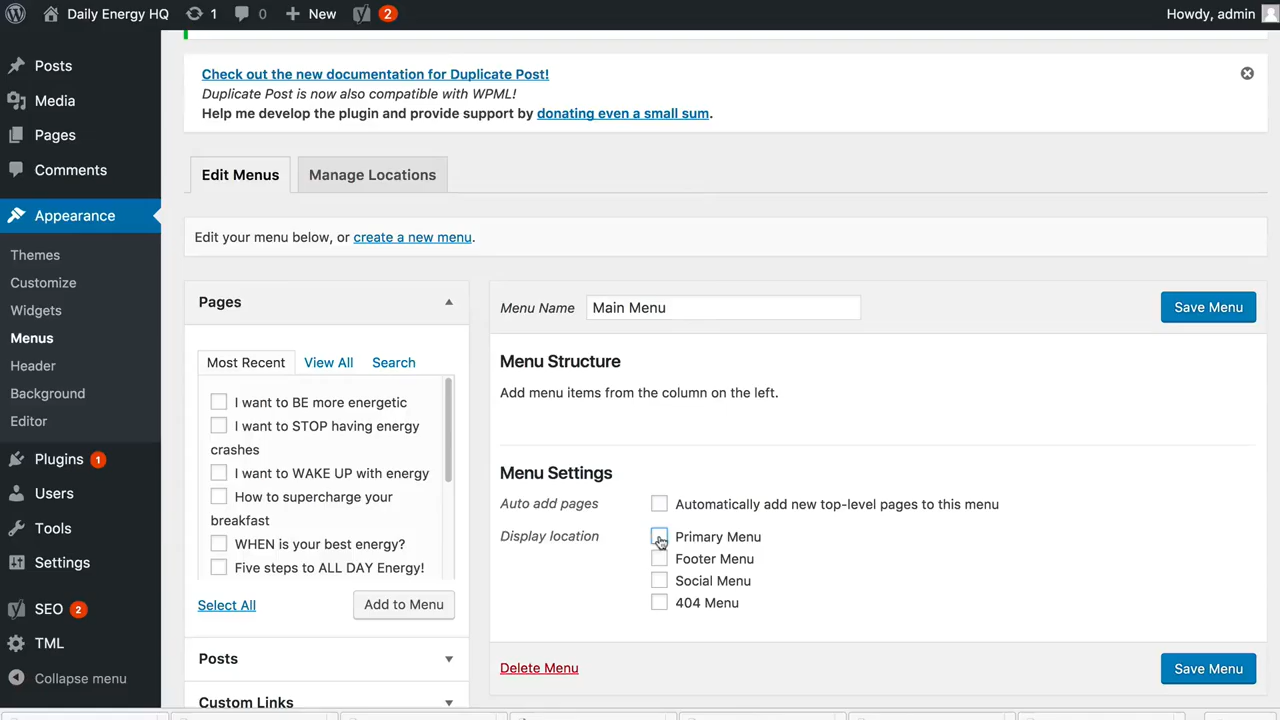 Daily Energy HQ 1 0 New 2 Howdy, admin
Posts
Media
Pages
Comments
Appearance
Themes
Customize
Widgets
Menus
Header
Background
Editor
Plugins 1
Users
Tools
Settings
SEO 2
TML
Collapse menu
Check out the new documentation for Duplicate Post!
Duplicate Post is now also compatible with WPML!
Help me develop the plugin and provide support by donating even a small sum.
Edit Menus Manage Locations
Edit your menu below, or create a new menu.
Pages
Most Recent View All Search
I want to BE more energetic
I want to STOP having energy
crashes
I want to WAKE UP with energy
How to supercharge your
breakfast
WHEN is your best energy?
Five steps to ALL DAY Energy!
Select All Add to Menu
Posts
Custom Links
Menu Name Main Menu Save Menu
Menu Structure
Add menu items from the column on the left.
Menu Settings
Auto add pages Automatically add new top-level pages to this menu
Display location Primary Menu
Footer Menu
Social Menu
404 Menu
Delete Menu Save Menu